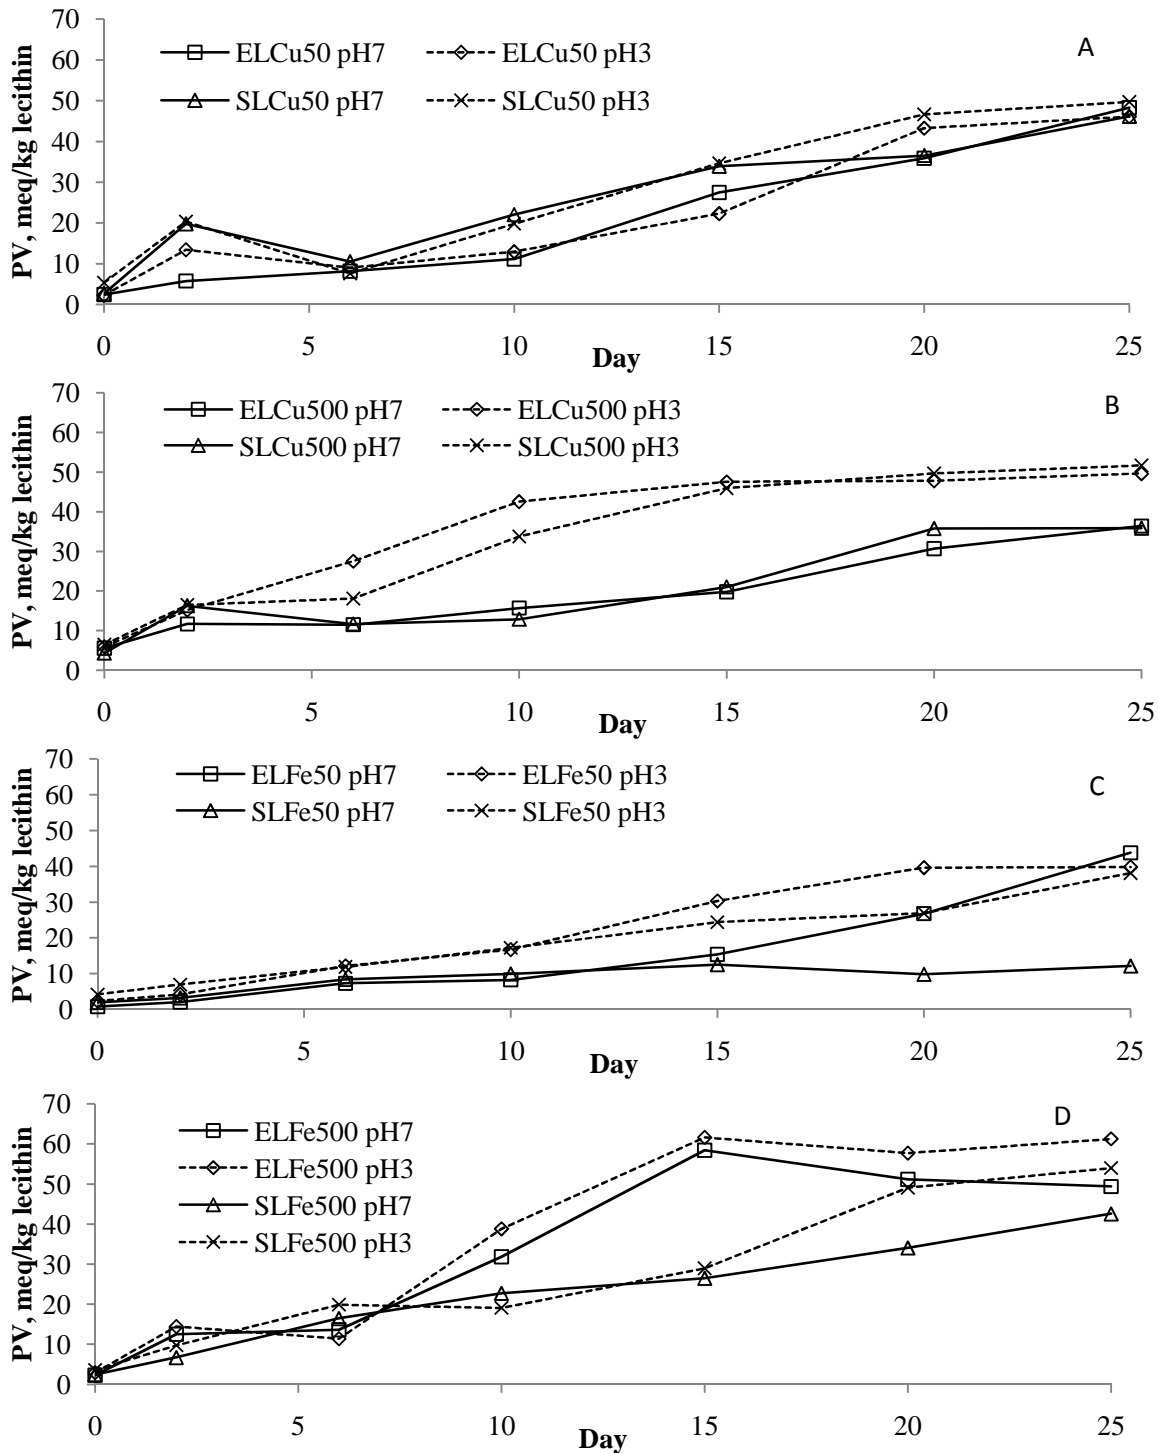 70
60
50
40
30
20
10
0
PV, meq/kg lecithin
ELCu50 pH7
ELCu50 pH3
SLCu50 pH7
SLCu50 pH3
A
0 5 10 15 20 25
Day
70
60
50
40
30
20
10
0
PV, meq/kg lecithin
ELCu500 pH7
ELCu500 pH3
SLCu500 pH7
SLCu500 pH3
B
0 5 10 15 20 25
Day
70
60
50
40
30
20
10
0
PV, meq/kg lecithin
ELFe50 pH7
ELFe50 pH3
SLFe50 pH7
SLFe50 pH3
C
0 5 10 15 20 25
Day
70
60
50
40
30
20
10
0
PV, meq/kg lecithin
ELFe500 pH7
ELFe500 pH3
SLFe500 pH7
SLFe500 pH3
D
0 5 10 15 20 25
Day